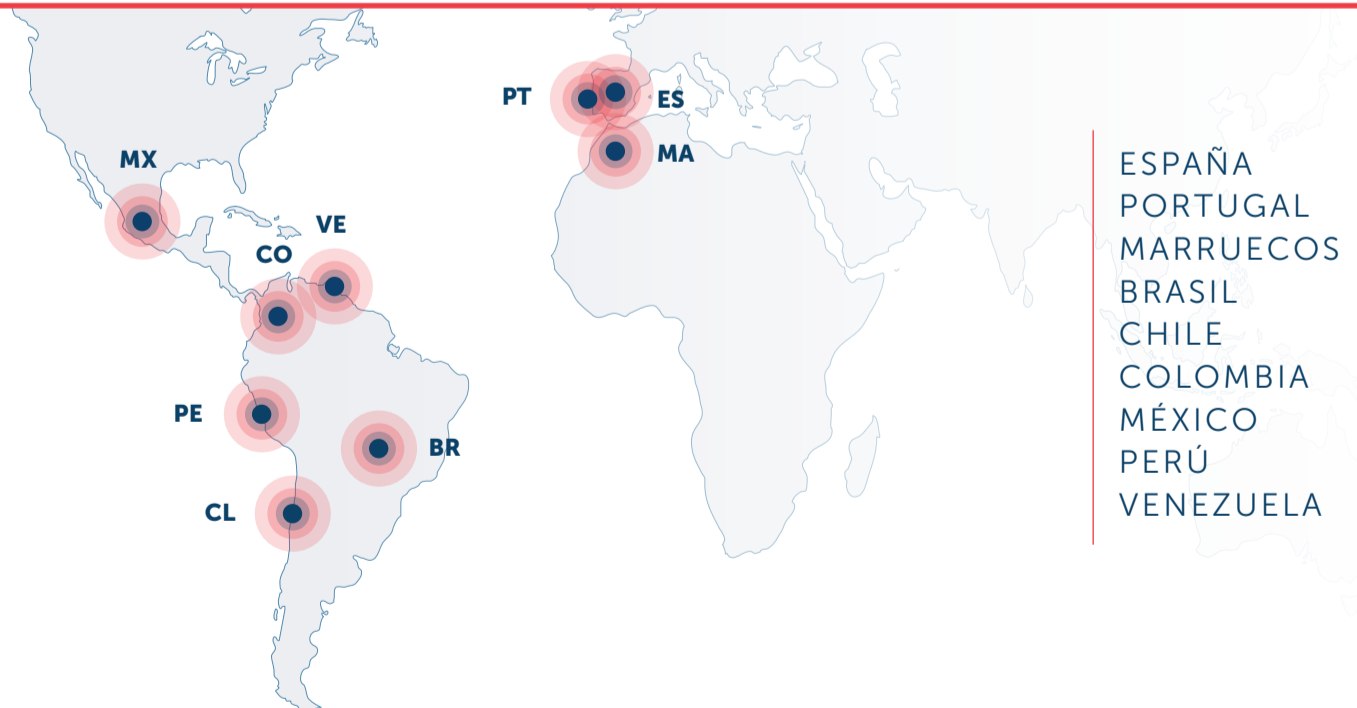 PT
ES
MA
MX
VE
CO
PE
BR
CL
ESPAÑA
PORTUGAL
MARRUECOS
BRASIL
CHILE
COLOMBIA
MÉXICO
PERÚ
VENEZUELA